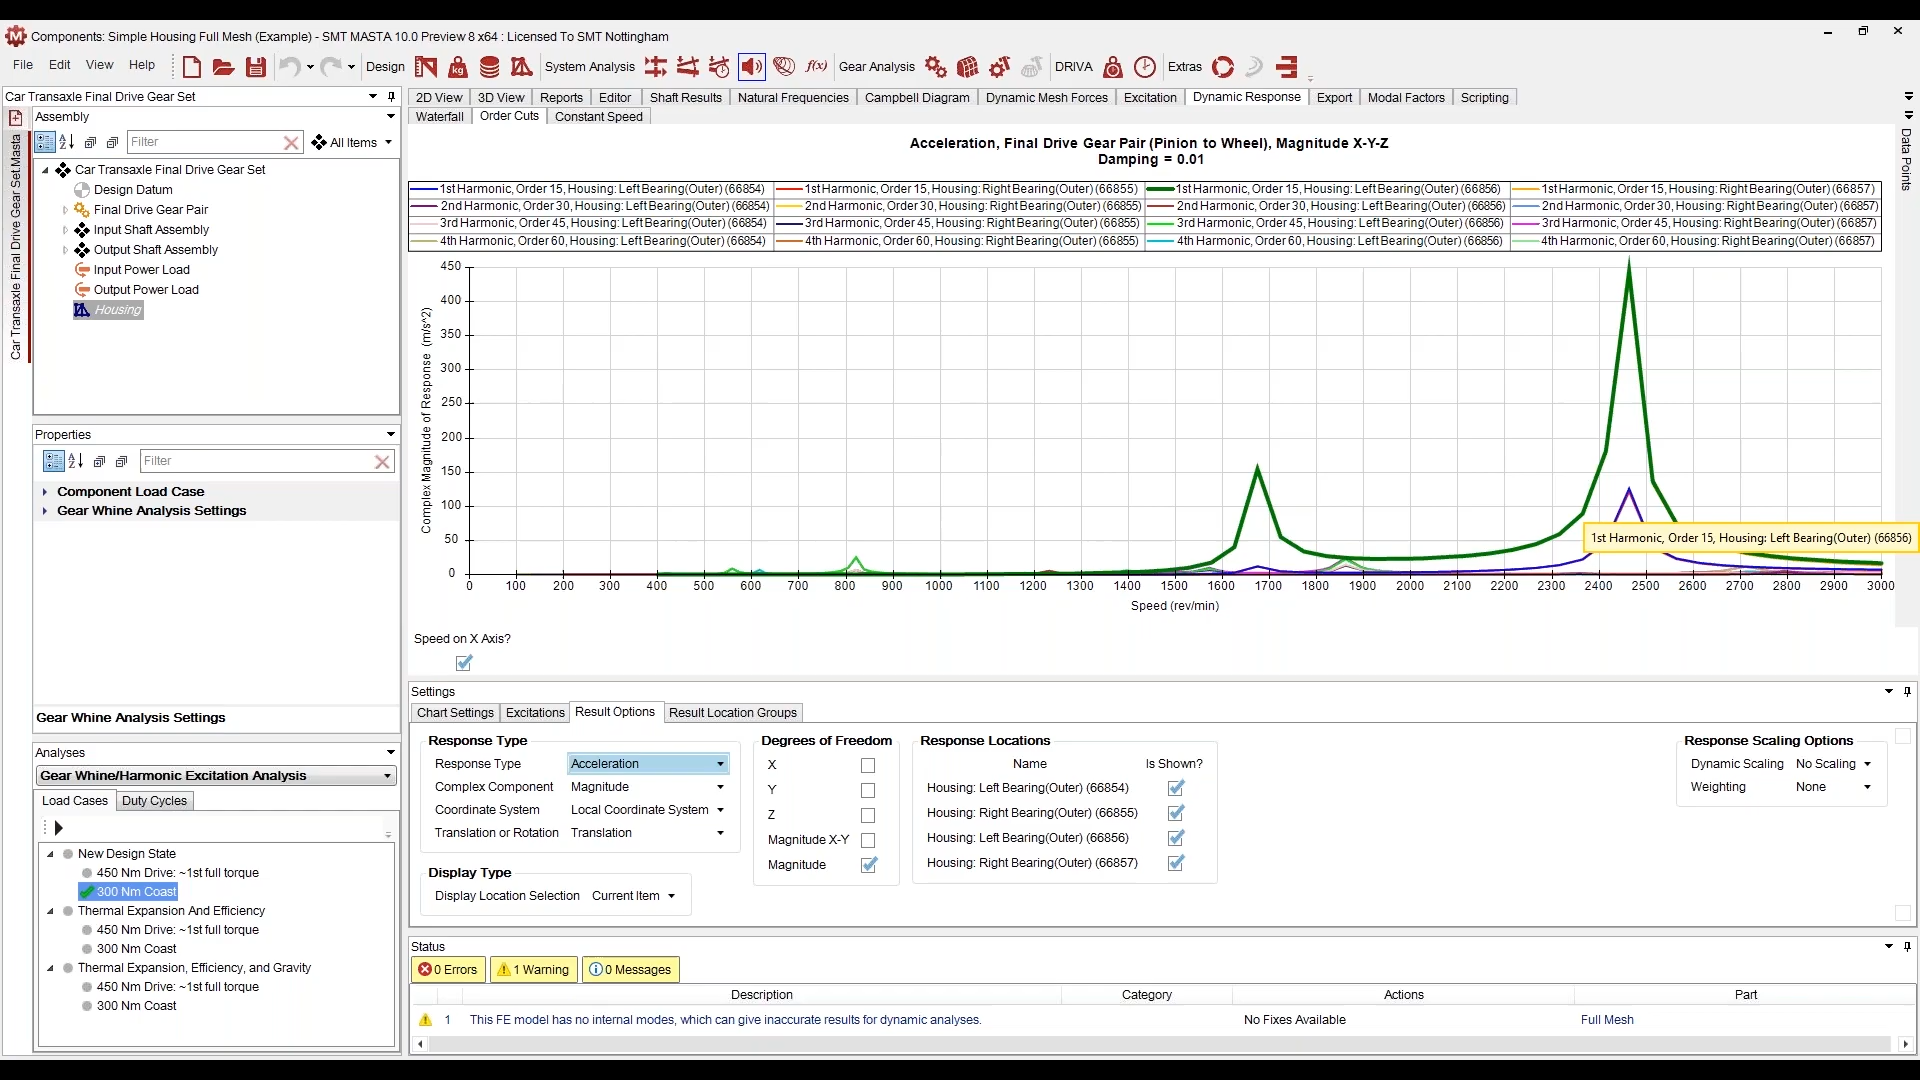 Components: Simple Housing Full Mesh (Example) - SMT MASTA 10.0 Preview 8 x64 : Licensed To SMT Nottingham
File Edit View Help Design System Analysis f(x) Gear Analysis DRIVA Extras
Car Transaxle Final Drive Gear Set
Car Transaxle Final Drive Gear Set.Masta
Assembly
Filter All Items
Car Transaxle Final Drive Gear Set
Design Datum
Final Drive Gear Pair
Input Shaft Assembly
Output Shaft Assembly
Input Power Load
Output Power Load
Housing
Properties
Filter
Component Load Case
Gear Whine Analysis Settings
Gear Whine Analysis Settings
Analyses
Gear Whine/Harmonic Excitation Analysis
Load Cases Duty Cycles
New Design State
450 Nm Drive: ~1st full torque
300 Nm Coast
Thermal Expansion And Efficiency
450 Nm Drive: ~1st full torque
300 Nm Coast
Thermal Expansion, Efficiency, and Gravity
450 Nm Drive: ~1st full torque
300 Nm Coast
2D View 3D View Reports Editor Shaft Results Natural Frequencies Campbell Diagram Dynamic Mesh Forces Excitation Dynamic Response Export Modal Factors Scripting
Waterfall Order Cuts Constant Speed
Data Points
Acceleration, Final Drive Gear Pair (Pinion to Wheel), Magnitude X-Y-Z
Damping = 0.01
1st Harmonic, Order 15, Housing: Left Bearing(Outer) (66854) 1st Harmonic, Order 15, Housing: Right Bearing(Outer) (66855) 1st Harmonic, Order 15, Housing: Left Bearing(Outer) (66856) 1st Harmonic, Order 15, Housing: Right Bearing(Outer) (66857)
2nd Harmonic, Order 30, Housing: Left Bearing(Outer) (66854) 2nd Harmonic, Order 30, Housing: Right Bearing(Outer) (66855) 2nd Harmonic, Order 30, Housing: Left Bearing(Outer) (66856) 2nd Harmonic, Order 30, Housing: Right Bearing(Outer) (66857)
3rd Harmonic, Order 45, Housing: Left Bearing(Outer) (66854) 3rd Harmonic, Order 45, Housing: Right Bearing(Outer) (66855) 3rd Harmonic, Order 45, Housing: Left Bearing(Outer) (66856) 3rd Harmonic, Order 45, Housing: Right Bearing(Outer) (66857)
4th Harmonic, Order 60, Housing: Left Bearing(Outer) (66854) 4th Harmonic, Order 60, Housing: Right Bearing(Outer) (66855) 4th Harmonic, Order 60, Housing: Left Bearing(Outer) (66856) 4th Harmonic, Order 60, Housing: Right Bearing(Outer) (66857)
Complex Magnitude of Response (m/s^2)
450
400
350
300
250
200
150
100
50
0
1st Harmonic, Order 15, Housing: Left Bearing(Outer) (66856)
0 100 200 300 400 500 600 700 800 900 1000 1100 1200 1300 1400 1500 1600 1700 1800 1900 2000 2100 2200 2300 2400 2500 2600 2700 2800 2900 3000
Speed (rev/min)
Speed on X Axis?
Settings
Chart Settings Excitations Result Options Result Location Groups
Response Type
Response Type Acceleration
Complex Component Magnitude
Coordinate System Local Coordinate System
Translation or Rotation Translation
Display Type
Display Location Selection Current Item
Degrees of Freedom
X
Y
Z
Magnitude X-Y
Magnitude
Response Locations
Name Is Shown?
Housing: Left Bearing(Outer) (66854)
Housing: Right Bearing(Outer) (66855)
Housing: Left Bearing(Outer) (66856)
Housing: Right Bearing(Outer) (66857)
Response Scaling Options
Dynamic Scaling No Scaling
Weighting None
Status
0 Errors 1 Warning 0 Messages
Description Category Actions Part
1 This FE model has no internal modes, which can give inaccurate results for dynamic analyses. No Fixes Available Full Mesh